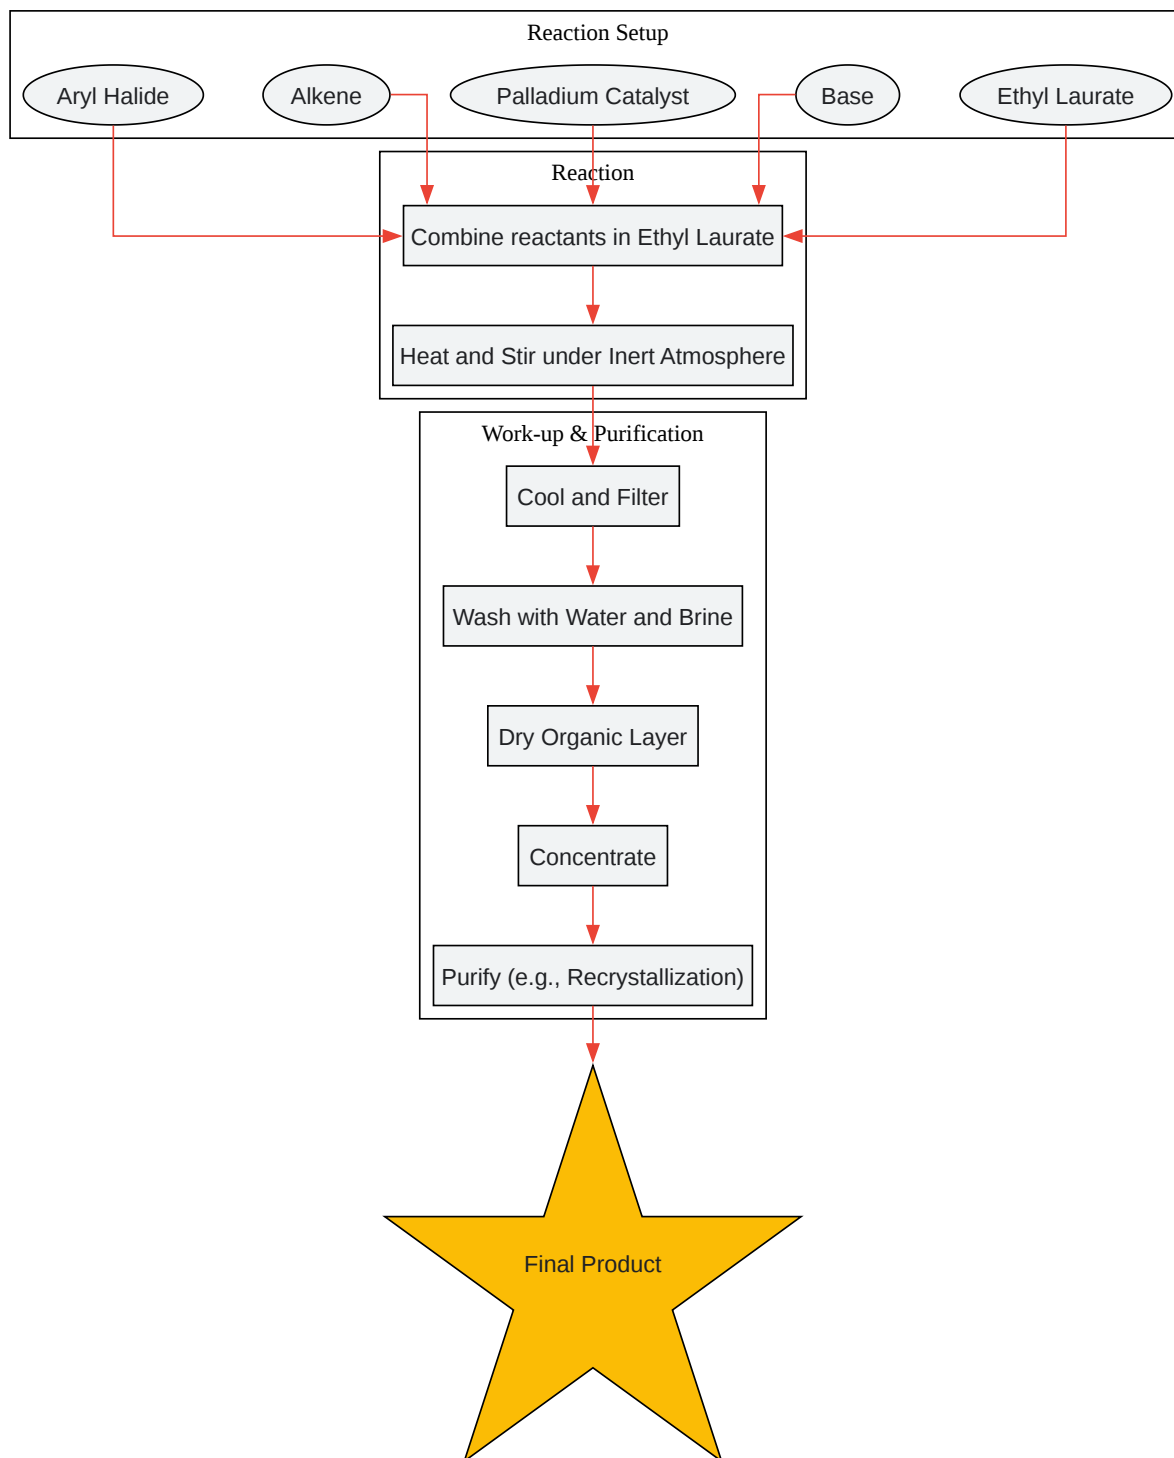 Reaction Setup
Aryl Halide
Alkene
Palladium Catalyst
Base
Ethyl Laurate
Reaction
Combine reactants in Ethyl Laurate
Heat and Stir under Inert Atmosphere
Work-up & Purification
Cool and Filter
Wash with Water and Brine
Dry Organic Layer
Concentrate
Purify (e.g., Recrystallization)
Final Product